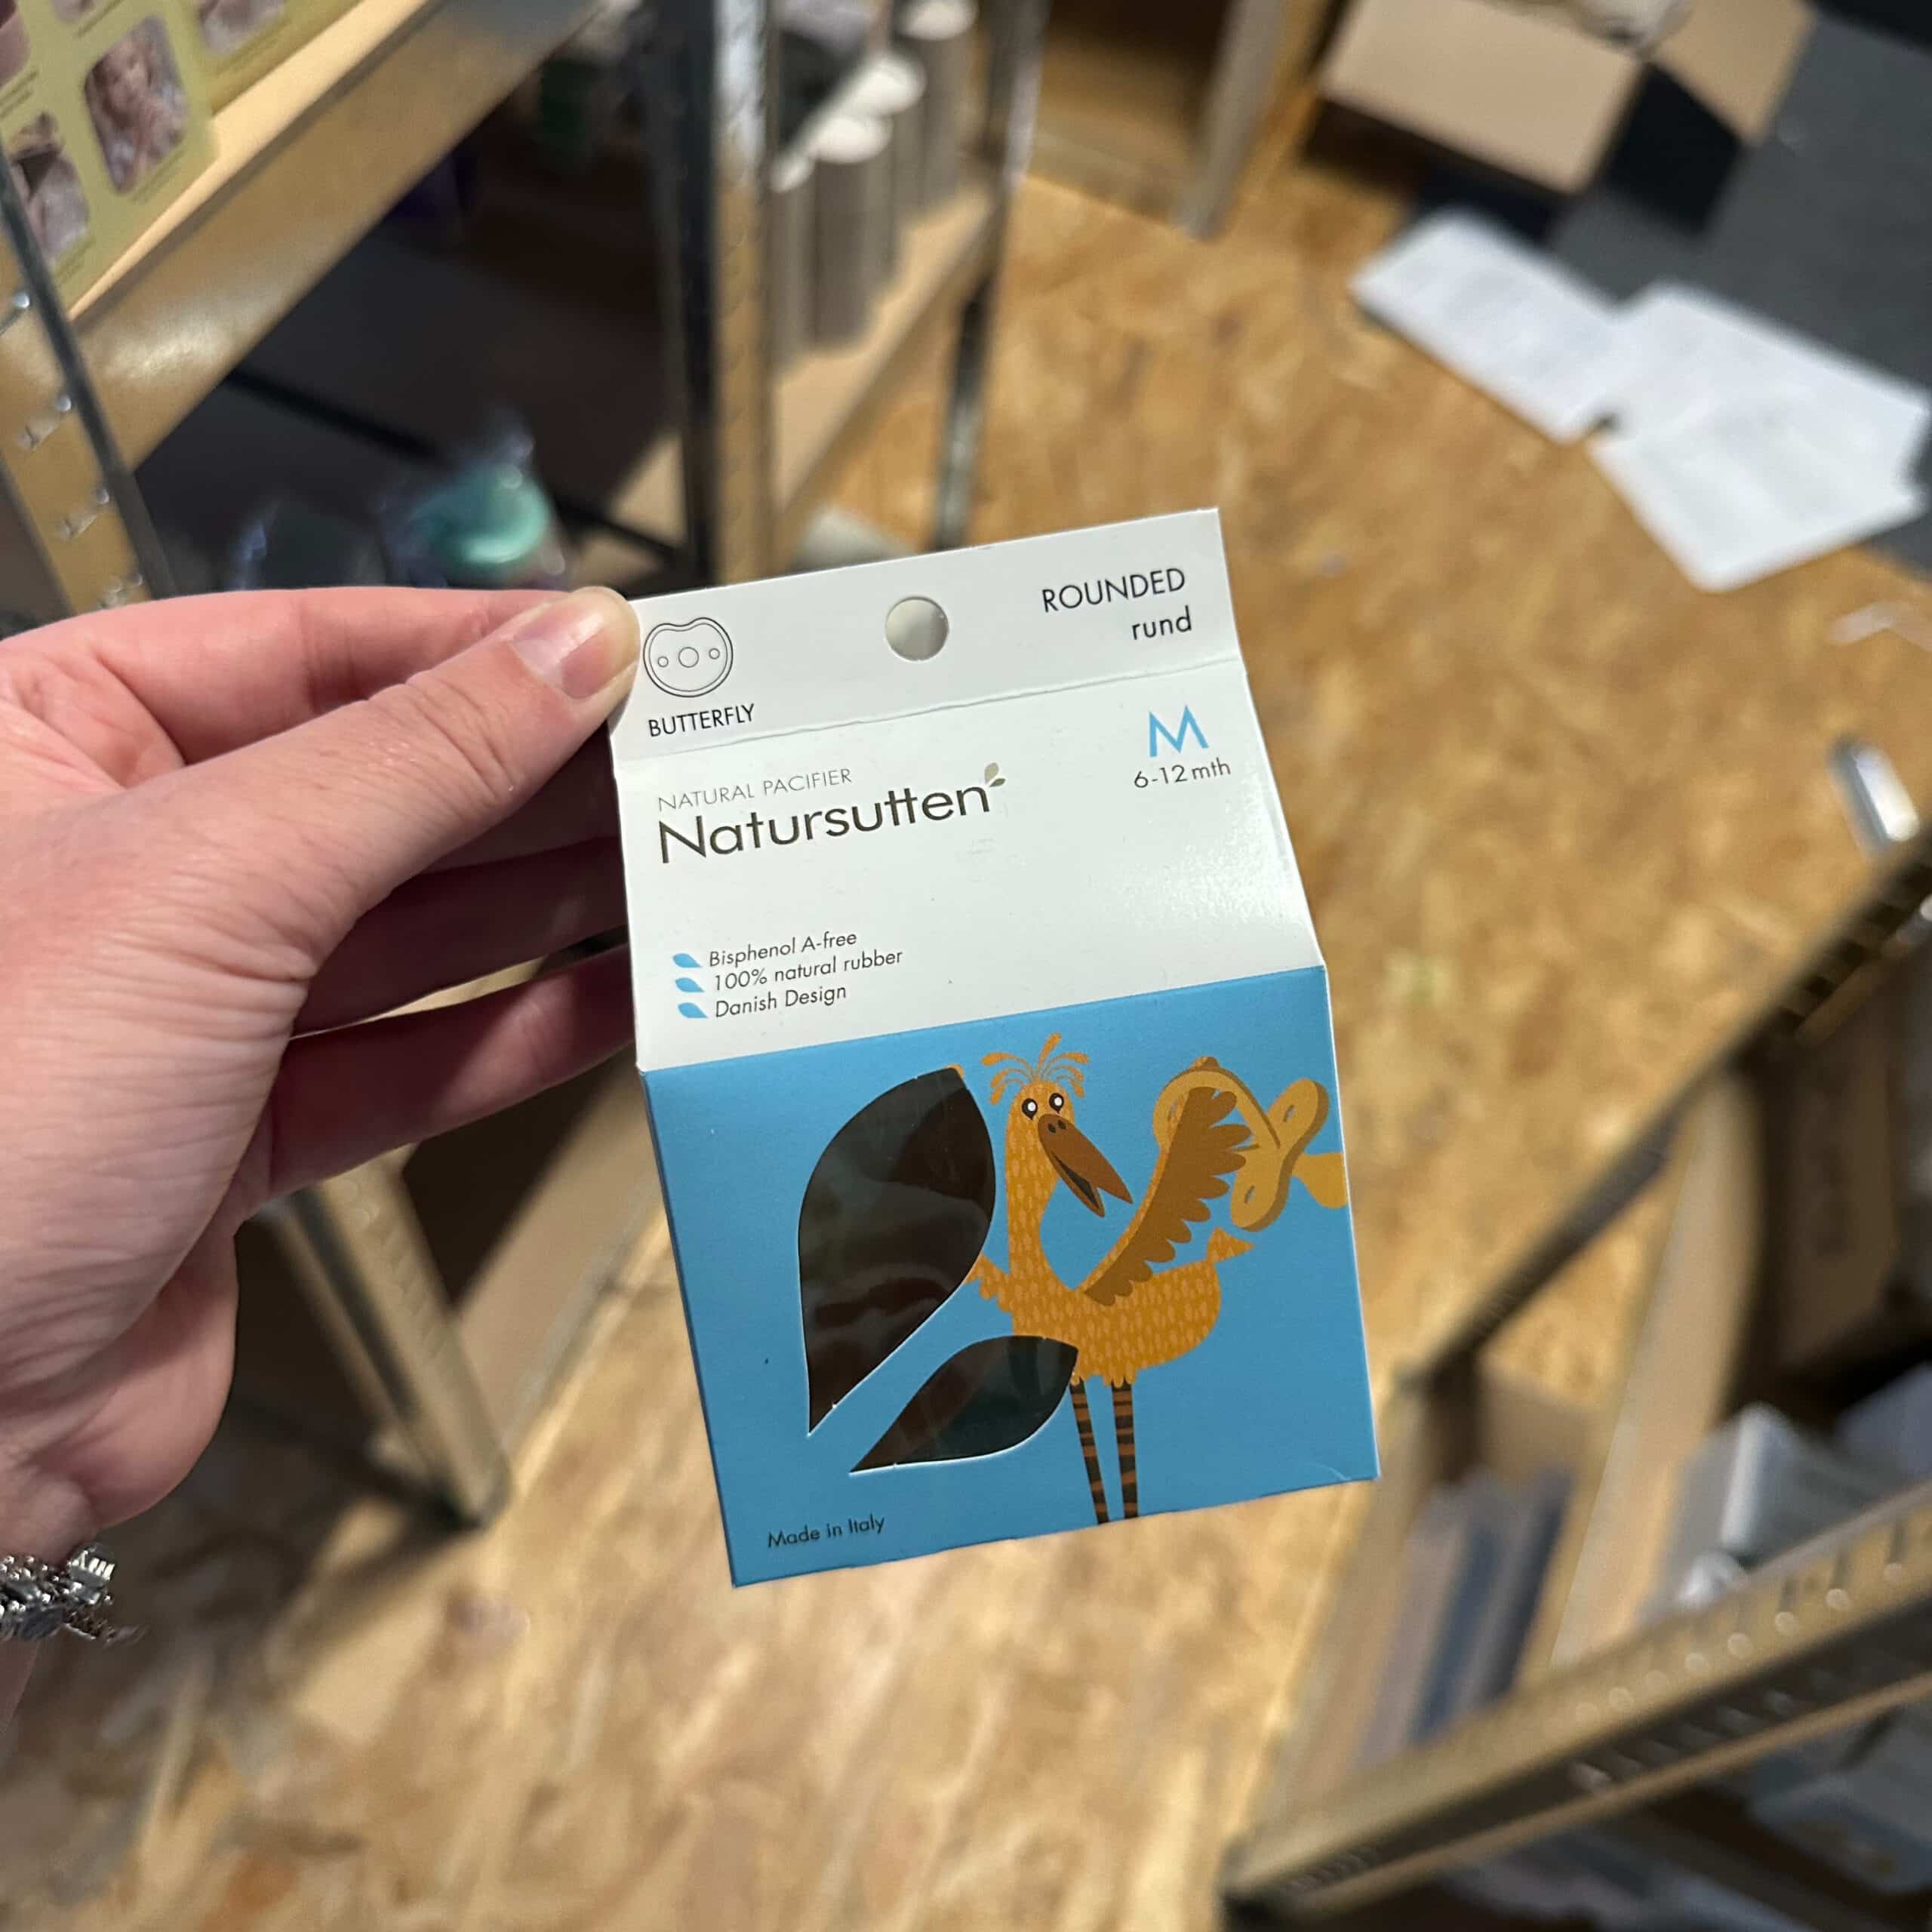 ROUNDED
rund
BUTTERFLY
M
6-12 mth
NATURAL PACIFIER
Natursutten
Bisphenol A-free
100% natural rubber
Danish Design
Made in Italy